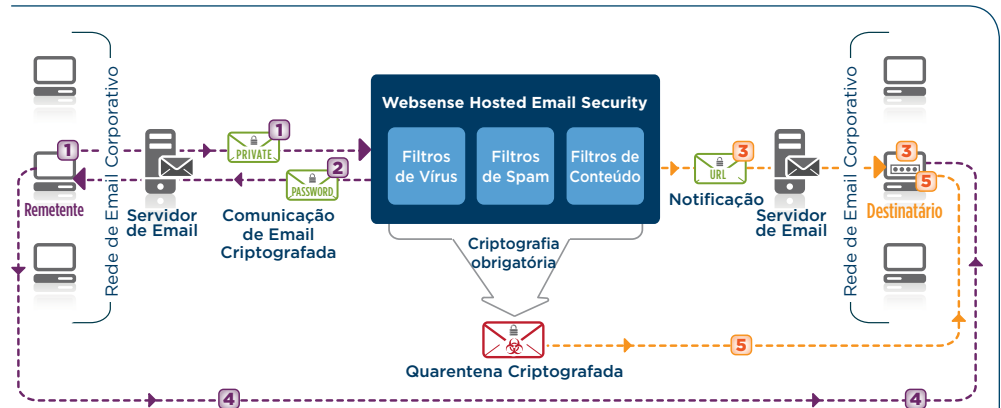 Rede de Email Corporativo
1
Remetente
Servidor
de Email
1
PRIVATE
2
PASSWORD
Comunicação
de Email
Criptografada
Websense Hosted Email Security
Filtros
de Vírus
Filtros
de Spam
Filtros de
Conteúdo
Criptografia
obrigatória
3
URL
Notificação
Servidor
de Email
Rede de Email Corporativo
3
5
Destinatário
5
Quarentena Criptografada
4
4